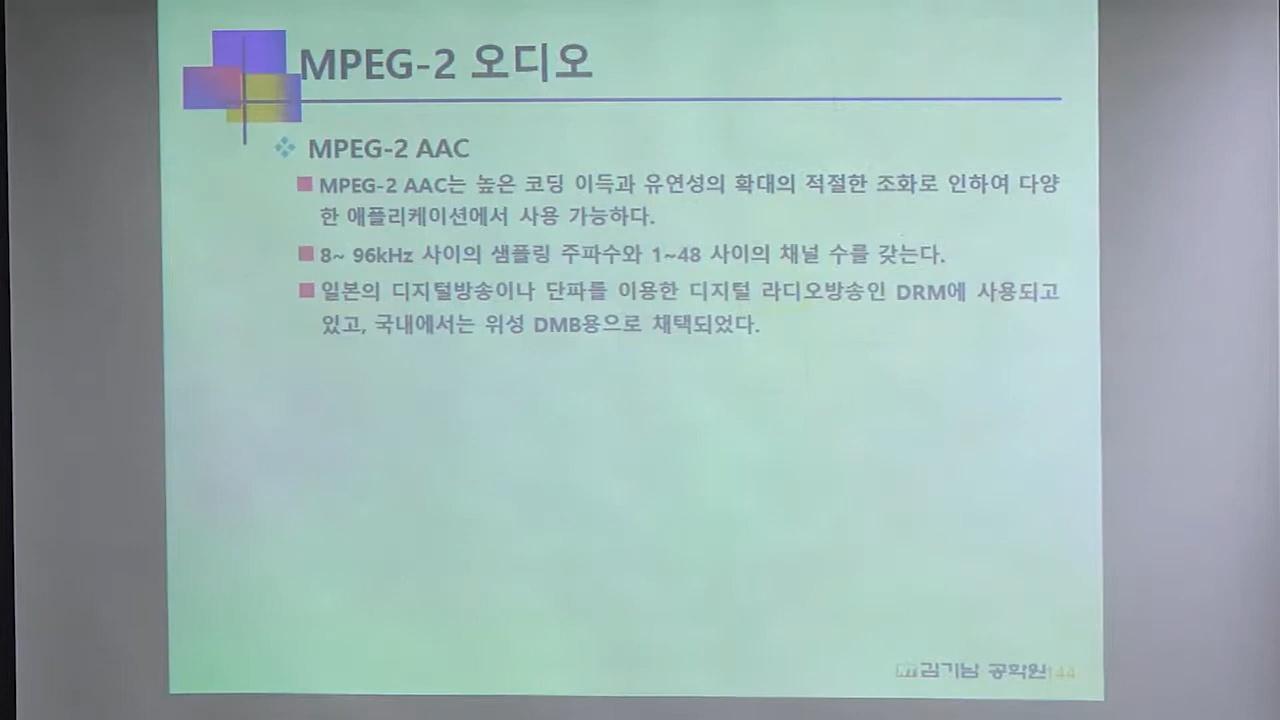 MPEG-2 오디오
MPEG-2 AAC
MPEG-2 AAC는 높은 코딩 이득과 유연성의 확대의 적절한 조화로 인하여 다양
한 애플리케이션에서 사용 가능하다.
8~ 96kHz 사이의 샘플링 주파수와 1~48 사이의 채널 수를 갖는다.
일본의 디지털방송이나 단파를 이용한 디지털 라디오방송인 DRM에 사용되고
있고, 국내에서는 위성 DMB용으로 채택되었다.
김기남 공학원 144